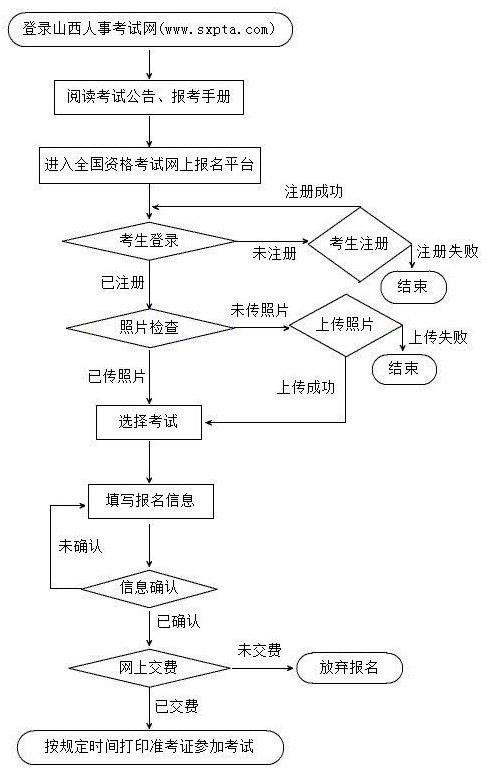 登录山西人事考试网(www.sxpta.com)
阅读考试公告、报考手册
进入全国资格考试网上报名平台
注册成功
考生登录
未注册
考生注册
注册失败
结束
已注册
照片检查
未传照片
上传照片
上传失败
结束
已传照片
上传成功
选择考试
填写报名信息
未确认
信息确认
已确认
网上交费
未交费
放弃报名
已交费
按规定时间打印准考证参加考试